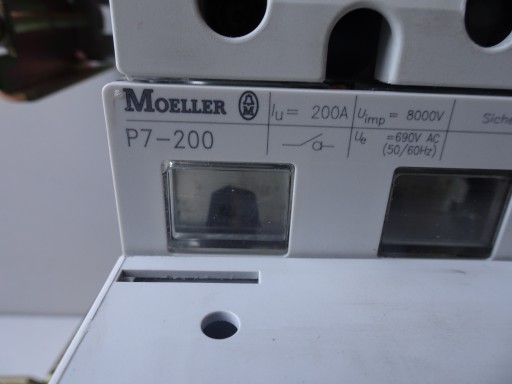 MOELLER Iu= 200A Uimp = 8000V
P7-200 Ue =690V AC
(50/60Hz)